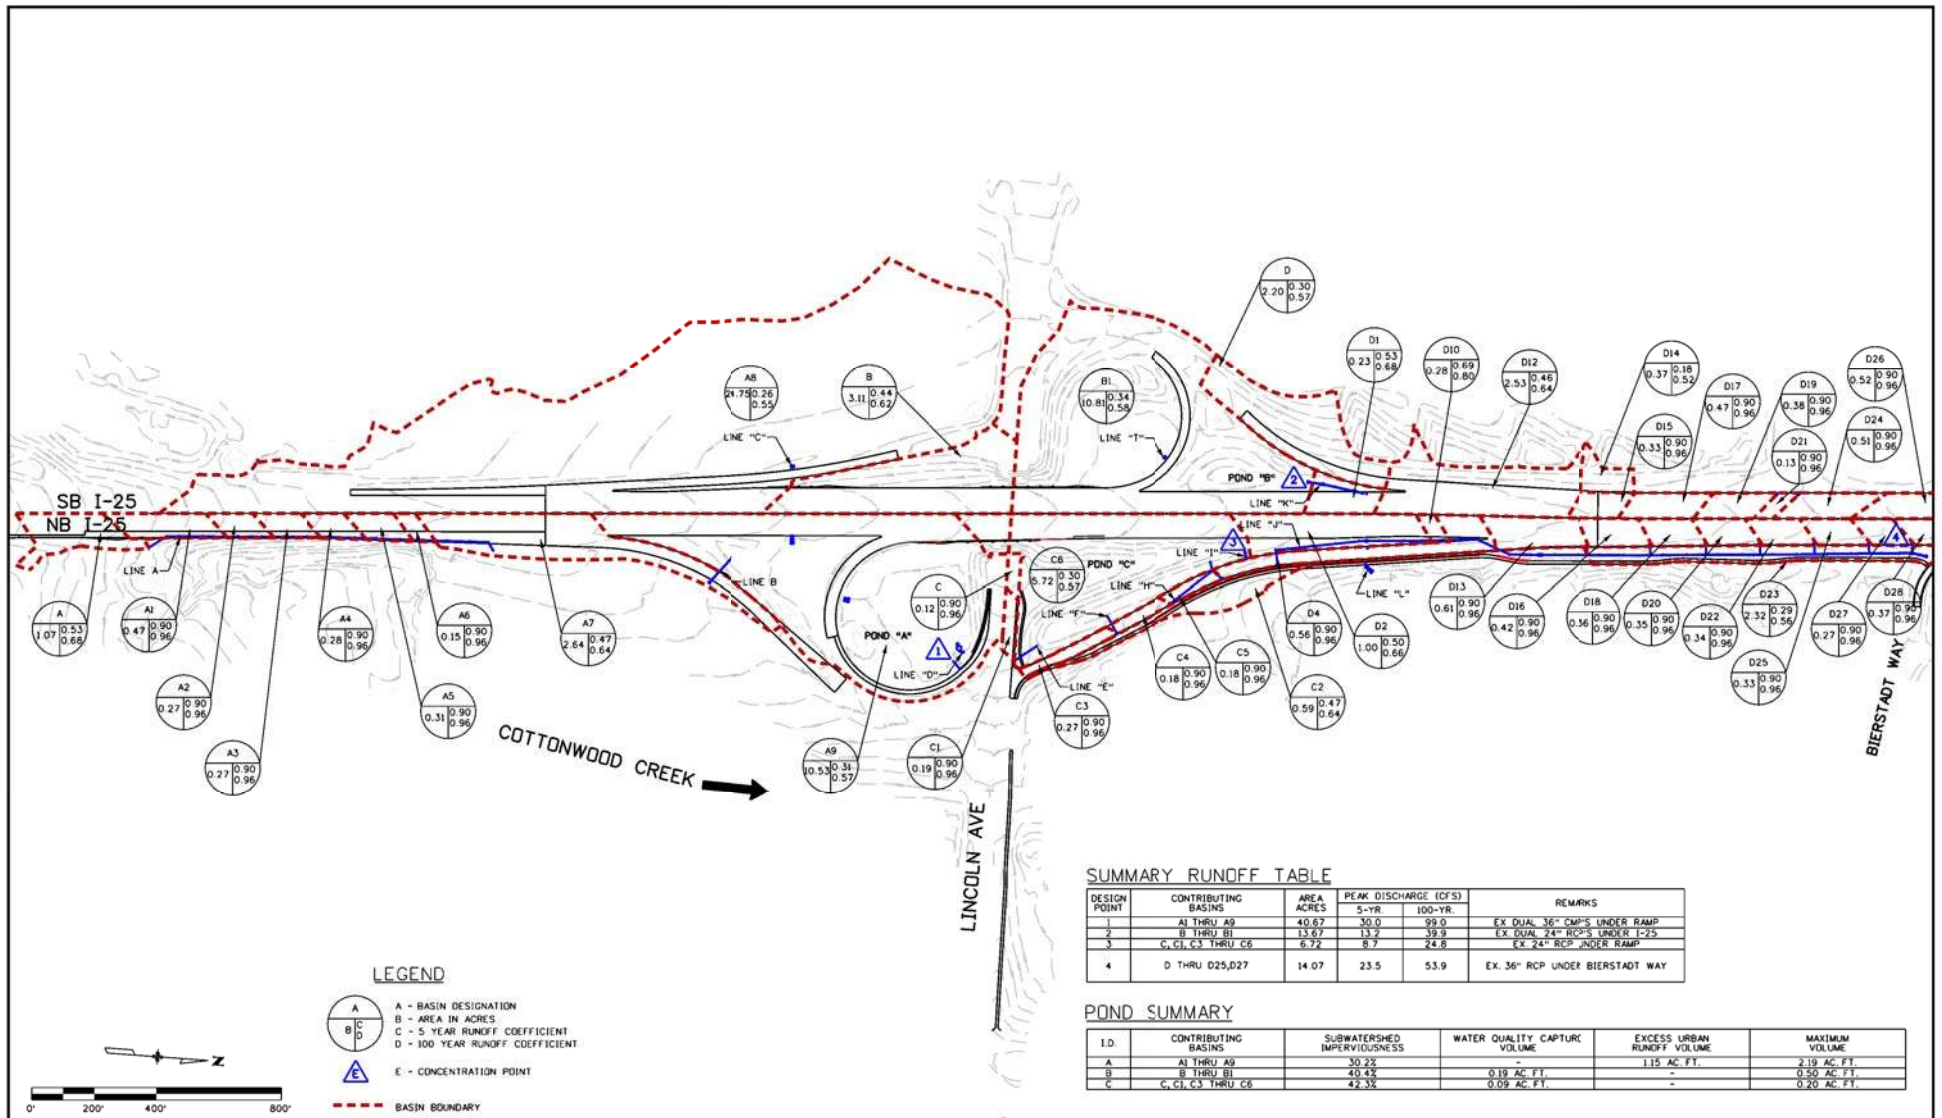 D
2.20 0.30
0.57
D1
0.23 0.53
0.68
D10
0.28 0.69
0.80
D12
2.53 0.46
0.64
D14
0.37 0.18
0.52
D17
0.47 0.90
0.96
D19
0.38 0.90
0.96
D26
0.52 0.90
0.96
A8
24.75 0.26
0.55
B
3.11 0.44
0.62
B1
10.81 0.34
0.58
D15
0.33 0.90
0.96
D21
0.13 0.90
0.96
D24
0.51 0.90
0.96
LINE "C"
LINE "T"
POND "B"
2
LINE "K"
SB I-25
NB I-25
LINE "J"
3
LINE "I"
4
LINE A
LINE B
C
0.12 0.90
0.96
C6
5.72 0.30
0.57
POND "C"
LINE "H"
LINE "F"
LINE "L"
A
1.07 0.53
0.68
A1
0.47 0.90
0.96
A4
0.28 0.90
0.96
A6
0.15 0.90
0.96
A7
2.64 0.47
0.64
POND "A"
1
LINE "D"
D13
0.61 0.90
0.96
D16
0.42 0.90
0.96
D18
0.36 0.90
0.96
D20
0.35 0.90
0.96
D22
0.34 0.90
0.96
D23
2.32 0.29
0.56
D27
0.27 0.90
0.96
D28
0.37 0.90
0.96
D4
0.56 0.90
0.96
D2
1.00 0.50
0.66
C4
0.18 0.90
0.96
C5
0.18 0.90
0.96
C2
0.59 0.47
0.64
D25
0.33 0.90
0.96
LINE "E"
C3
0.27 0.90
0.96
A2
0.27 0.90
0.96
A5
0.31 0.90
0.96
A3
0.27 0.90
0.96
A9
10.53 0.31
0.57
C1
0.19 0.90
0.96
COTTONWOOD CREEK
LINCOLN AVE
BIERSTADT WAY
SUMMARY RUNOFF TABLE
DESIGN POINT CONTRIBUTING BASINS AREA ACRES PEAK DISCHARGE (CFS) REMARKS
5-YR. 100-YR.
1 A1 THRU A9 40.67 30.0 99.0 EX. DUAL 36" CMP'S UNDER RAMP
2 B THRU B1 13.67 13.2 39.9 EX. DUAL 24" RCP'S UNDER I-25
3 C, C1, C3 THRU C6 6.72 8.7 24.8 EX. 24" RCP UNDER RAMP
4 D THRU D25,D27 14.07 23.5 53.9 EX. 36" RCP UNDER BIERSTADT WAY
POND SUMMARY
I.D. CONTRIBUTING BASINS SUBWATERSHED IMPERVIOUSNESS WATER QUALITY CAPTURE VOLUME EXCESS URBAN RUNOFF VOLUME MAXIMUM VOLUME
A A1 THRU A9 30.2% - 1.15 AC. FT. 2.19 AC. FT.
B B THRU B1 40.4% 0.19 AC. FT. - 0.50 AC. FT.
C C, C1, C3 THRU C6 42.3% 0.09 AC. FT. - 0.20 AC. FT.
LEGEND
A
B C
D
A - BASIN DESIGNATION
B - AREA IN ACRES
C - 5 YEAR RUNOFF COEFFICIENT
D - 100 YEAR RUNOFF COEFFICIENT
E
E - CONCENTRATION POINT
BASIN BOUNDARY
N
0' 200' 400' 800'